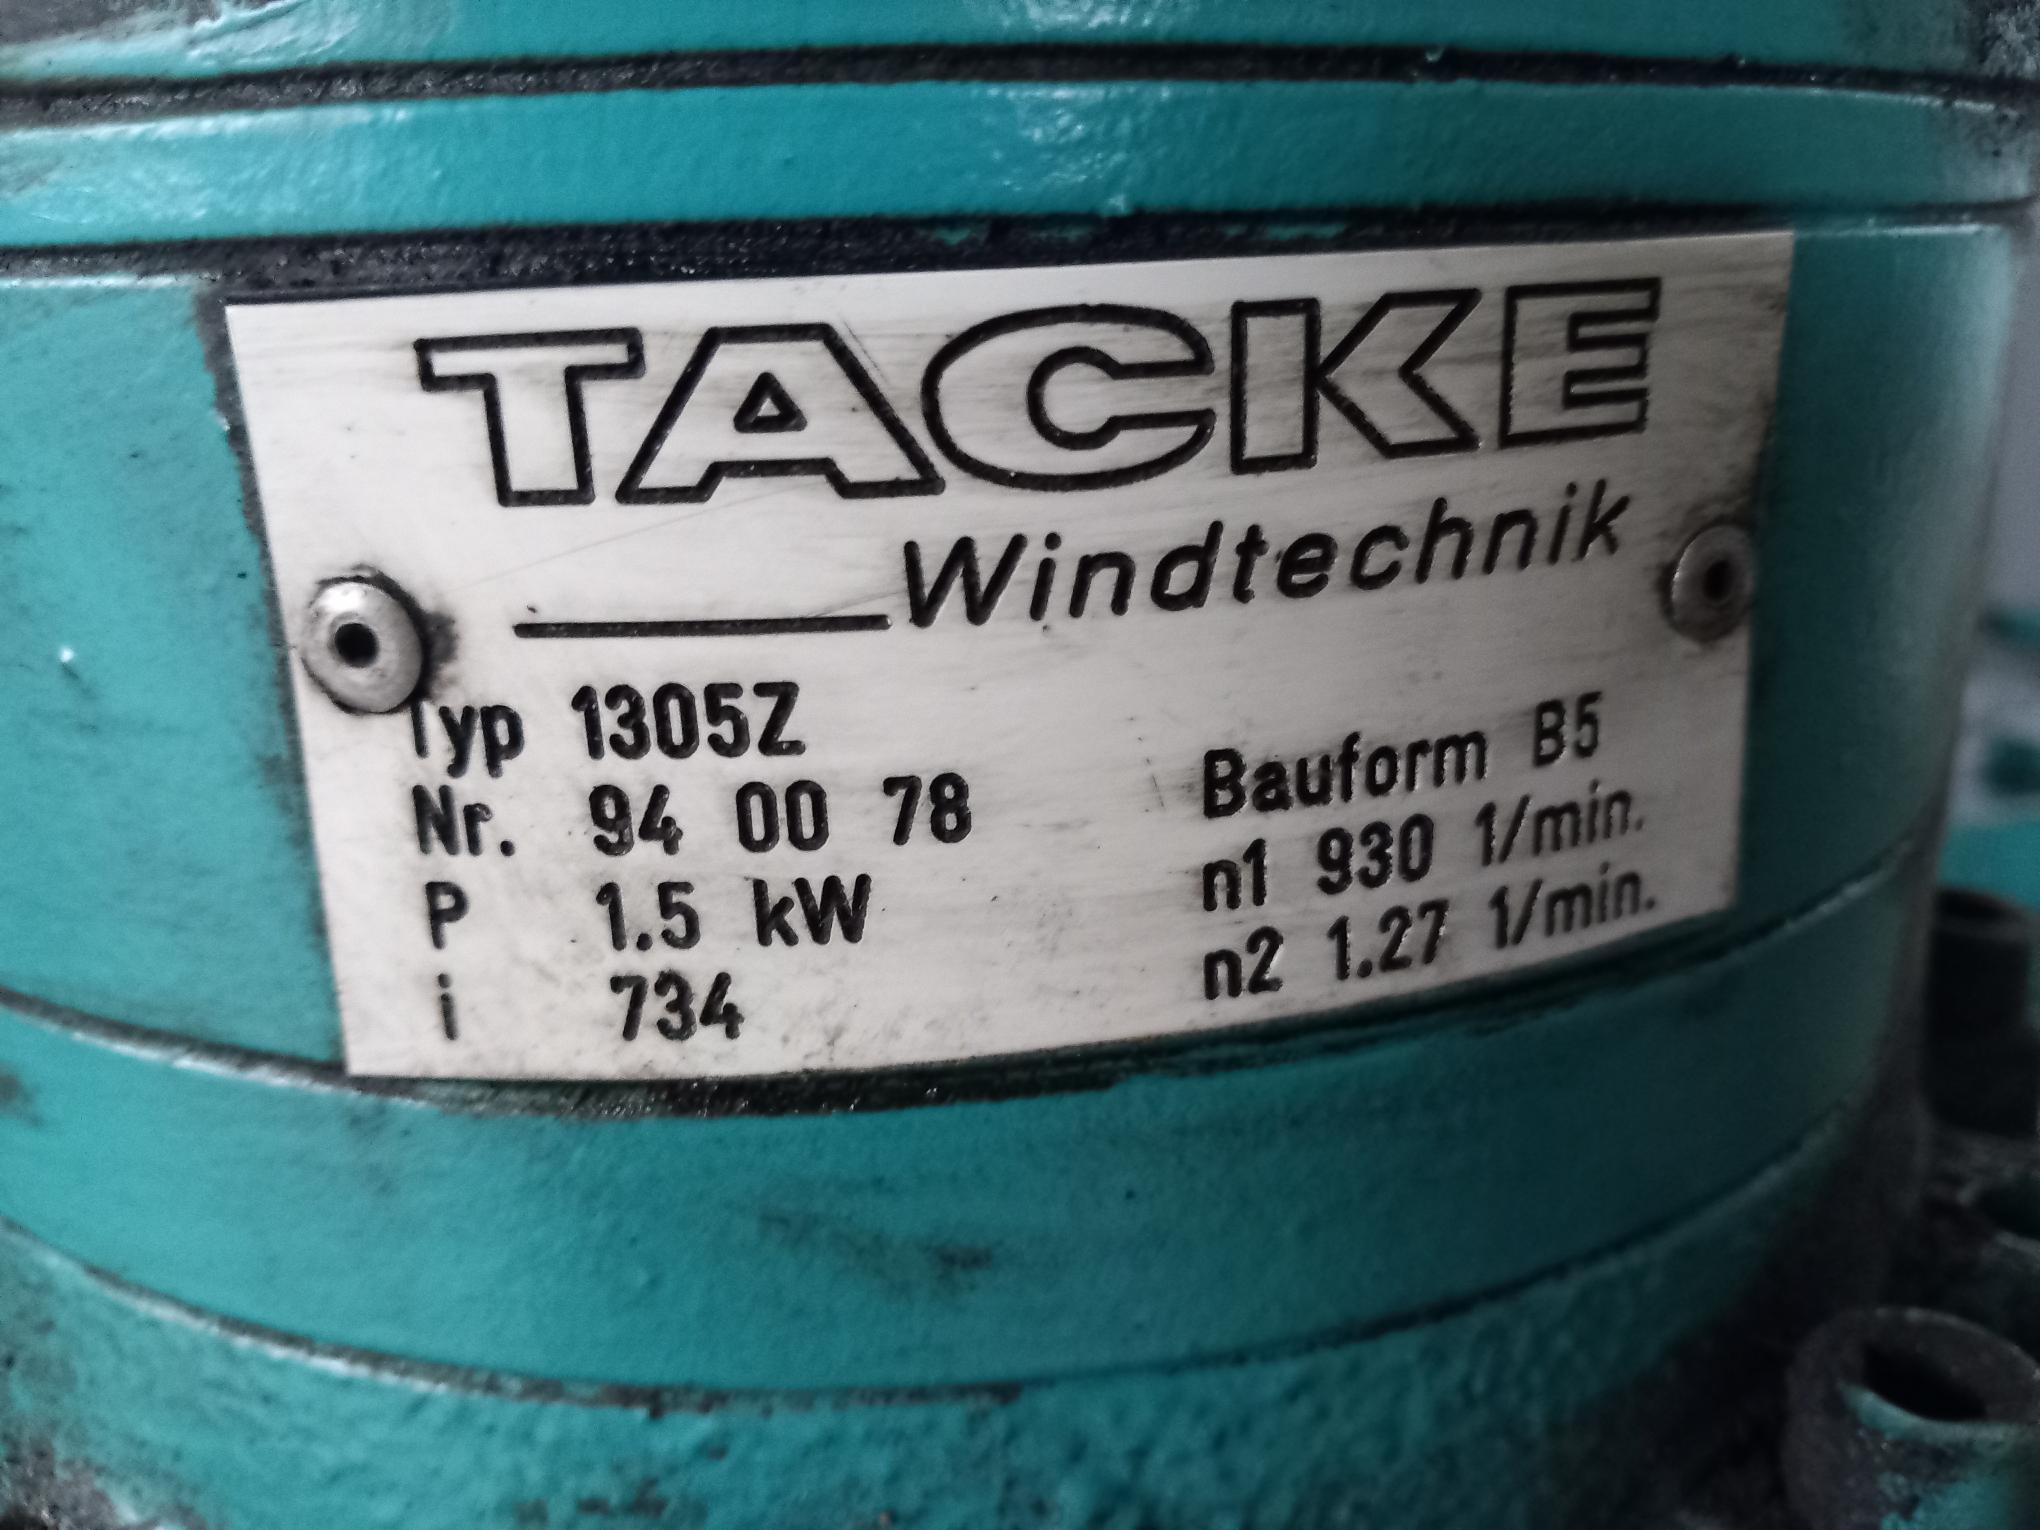 TACKE
Windtechnik
Typ 1305Z
Nr. 94 00 78
P 1.5 kW
i 734
Bauform B5
n1 930 1/min.
n2 1.27 1/min.